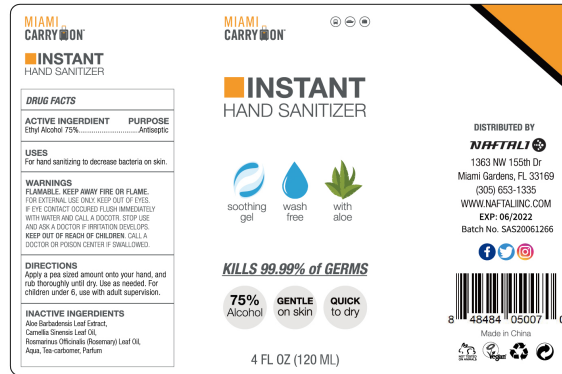 MIAMI
CARRY ON
INSTANT
HAND SANITIZER
DRUG FACTS
ACTIVE INGERDIENT PURPOSE
Ethyl Alcohol 75%..............................Antiseptic
USES
For hand sanitizing to decrease bacteria on skin.
WARNINGS
FLAMABLE. KEEP AWAY FIRE OR FLAME.
FOR EXTERNAL USE ONLY. KEEP OUT OF EYES.
IF EYE CONTACT OCCURED FLUSH IMMEDIATELY
WITH WATER AND CALL A DOCOTR. STOP USE
AND ASK A DOCTOR IF IRRITATION DEVELOPS.
KEEP OUT OF REACH OF CHILDREN. CALL A
DOCTOR OR POISON CENTER IF SWALLOWED.
DIRECTIONS
Apply a pea sized amount onto your hand, and
rub thoroughly until dry. Use as needed. For
children under 6, use with adult supervision.
INACTIVE INGERDIENTS
Aloe Barbadensis Leaf Extract,
Camellia Sinensis Leaf Oil,
Rosmarinus Officinalis (Rosemary) Leaf Oil,
Aqua, Tea-carbomer, Parfum
MIAMI
CARRY ON
INSTANT
HAND SANITIZER
soothing
gel
wash
free
with
aloe
KILLS 99.99% of GERMS
75%
Alcohol
GENTLE
on skin
QUICK
to dry
4 FL OZ (120 ML)
DISTRIBUTED BY
NAFTALI
1363 NW 155th Dr
Miami Gardens, FL 33169
(305) 653-1335
WWW.NAFTALIINC.COM
EXP: 06/2022
Batch No. SAS20061266
8 48484 05007 0
Made in China
Vegan